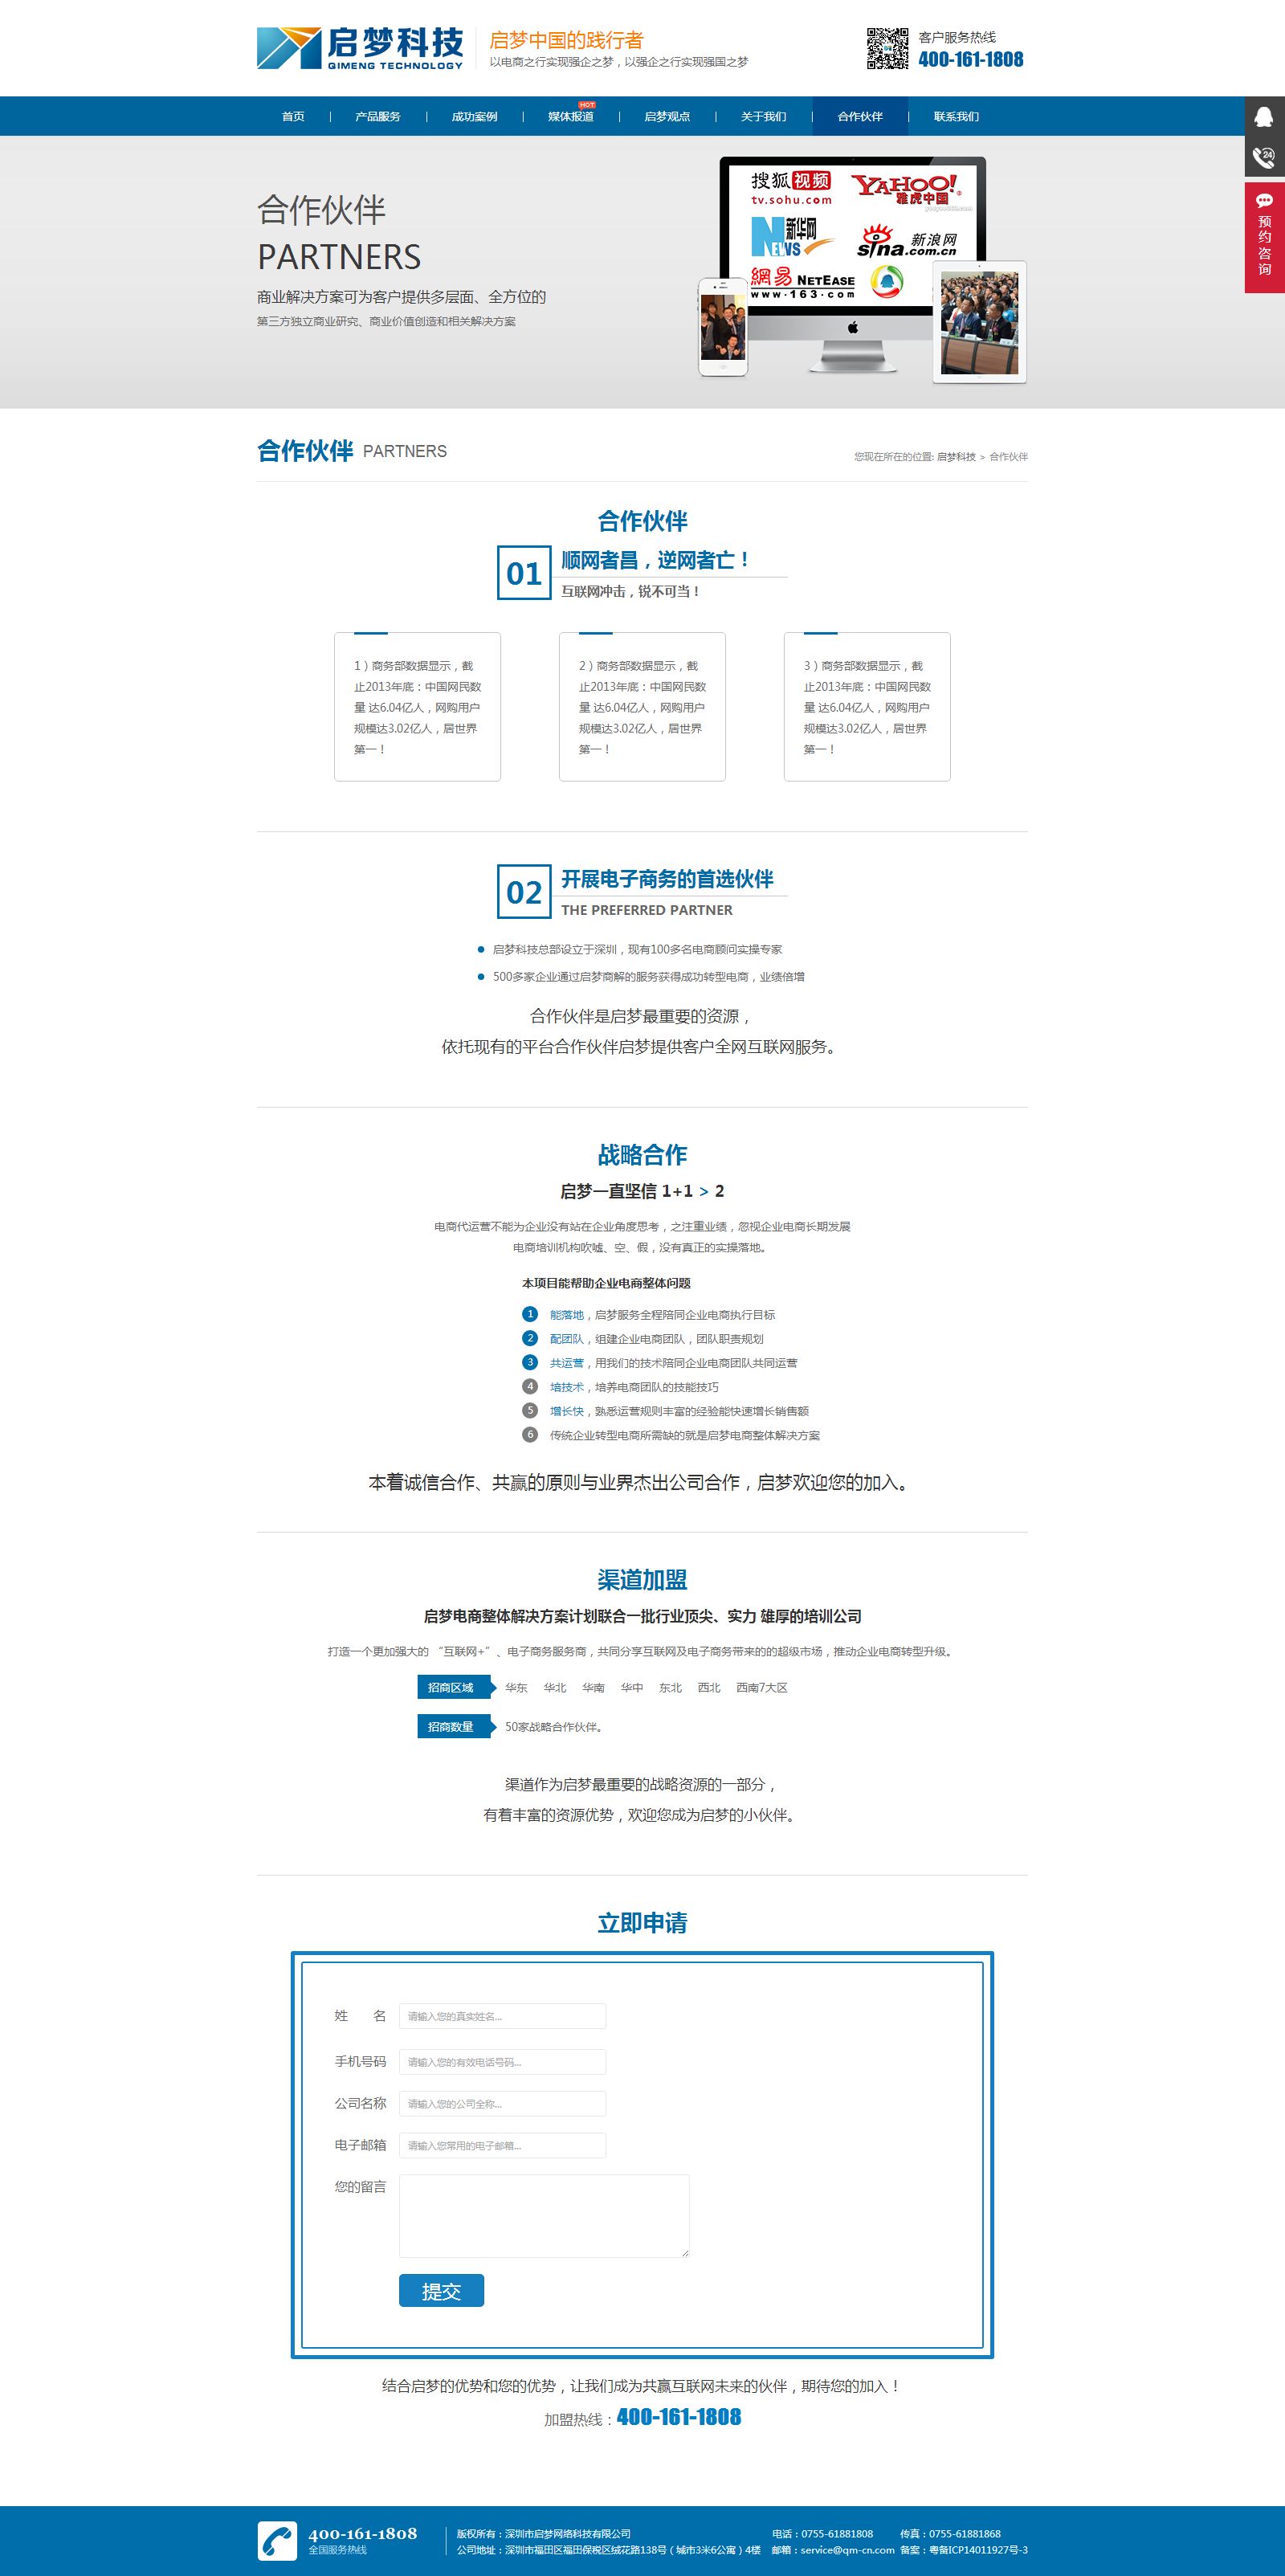 启梦科技
QIMENG TECHNOLOGY
启梦中国的践行者
以电商之行实现强企之梦，以强企之行实现强国之梦
客户服务热线
400-161-1808
首页
产品服务
成功案例
媒体报道
HOT
启梦观点
关于我们
合作伙伴
联系我们
24
预约咨询
合作伙伴
PARTNERS
商业解决方案可为客户提供多层面、全方位的
第三方独立商业研究、商业价值创造和相关解决方案
搜狐视频
tv.sohu.com
YAHOO!
雅虎中国
新华网
NEWS
sina 新浪网
.com.cn
網易 NETEASE
www.163.com
合作伙伴 PARTNERS
您现在所在的位置: 启梦科技 > 合作伙伴
合作伙伴
01
顺网者昌，逆网者亡！
互联网冲击，锐不可当！
1）商务部数据显示，截
止2013年底：中国网民数
量 达6.04亿人，网购用户
规模达3.02亿人，居世界
第一！
2）商务部数据显示，截
止2013年底：中国网民数
量 达6.04亿人，网购用户
规模达3.02亿人，居世界
第一！
3）商务部数据显示，截
止2013年底：中国网民数
量 达6.04亿人，网购用户
规模达3.02亿人，居世界
第一！
02
开展电子商务的首选伙伴
THE PREFERRED PARTNER
启梦科技总部设立于深圳，现有100多名电商顾问实操专家
500多家企业通过启梦商解的服务获得成功转型电商，业绩倍增
合作伙伴是启梦最重要的资源，
依托现有的平台合作伙伴启梦提供客户全网互联网服务。
战略合作
启梦一直坚信 1+1 > 2
电商代运营不能为企业没有站在企业角度思考，之注重业绩，忽视企业电商长期发展
电商培训机构吹嘘、空、假，没有真正的实操落地。
本项目能帮助企业电商整体问题
1 能落地，启梦服务全程陪同企业电商执行目标
2 配团队，组建企业电商团队，团队职责规划
3 共运营，用我们的技术陪同企业电商团队共同运营
4 培技术，培养电商团队的技能技巧
5 增长快，熟悉运营规则丰富的经验能快速增长销售额
6 传统企业转型电商所需缺的就是启梦电商整体解决方案
本着诚信合作、共赢的原则与业界杰出公司合作，启梦欢迎您的加入。
渠道加盟
启梦电商整体解决方案计划联合一批行业顶尖、实力 雄厚的培训公司
打造一个更加强大的 “互联网+”、电子商务服务商，共同分享互联网及电子商务带来的的超级市场，推动企业电商转型升级。
招商区域 华东 华北 华南 华中 东北 西北 西南7大区
招商数量 50家战略合作伙伴。
渠道作为启梦最重要的战略资源的一部分，
有着丰富的资源优势，欢迎您成为启梦的小伙伴。
立即申请
姓 名 请输入您的真实姓名...
手机号码 请输入您的有效电话号码...
公司名称 请输入您的公司全称...
电子邮箱 请输入您常用的电子邮箱...
您的留言
提交
结合启梦的优势和您的优势，让我们成为共赢互联网未来的伙伴，期待您的加入！
加盟热线：400-161-1808
400-161-1808
全国服务热线
版权所有：深圳市启梦网络科技有限公司 电话：0755-61881808 传真：0755-61881868
公司地址：深圳市福田区福田保税区绒花路138号（城市3米6公寓）4楼 邮箱：service@qm-cn.com 备案：粤备ICP14011927号-3